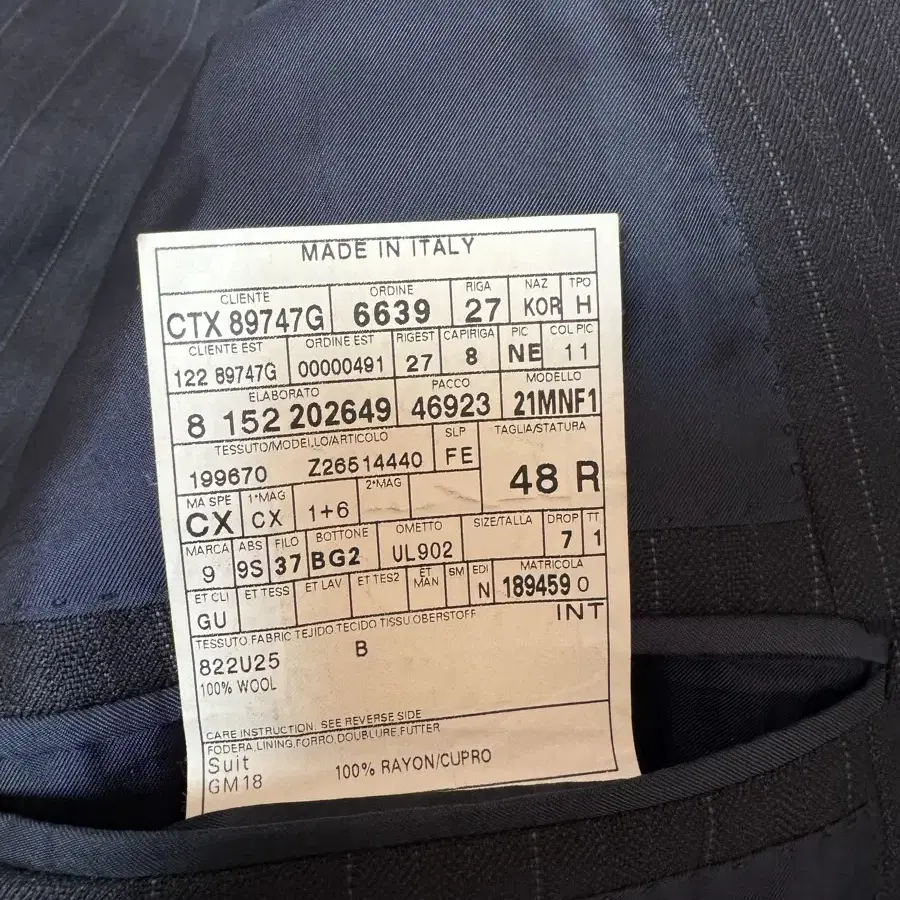 MADE IN ITALY
CLIENTE ORDINE RIGA NAZ TPO
CTX 89747G 6639 27 KOR H
CLIENTE EST ORDINE EST RIGEST CAPIRIGA PIC COL PIC
122 89747G 00000491 27 8 NE 11
ELABORATO PACCO MODELLO
8 152 202649 46923 21MNF1
TESSUTO/MODELLO/ARTICOLO SLP TAGLIA/STATURA
199670 Z26514440 FE 48 R
MA SPE 1*MAG 2*MAG
CX CX 1+6
MARCA ABS FILO BOTTONE OMETTO SIZE/TALLA DROP TT
9 9S 37 BG2 UL902 7 1
ET CLI ET TESS ET LAV ET TES2 ET MAN SM EDI MATRICOLA
GU N 189459 0
TESSUTO FABRIC TEJIDO TECIDO TISSU OBERSTOFF INT
822U25 B
100% WOOL
CARE INSTRUCTION. SEE REVERSE SIDE
FODERA,LINING,FORRO,DOUBLURE,FUTTER
Suit 100% RAYON/CUPRO
GM18